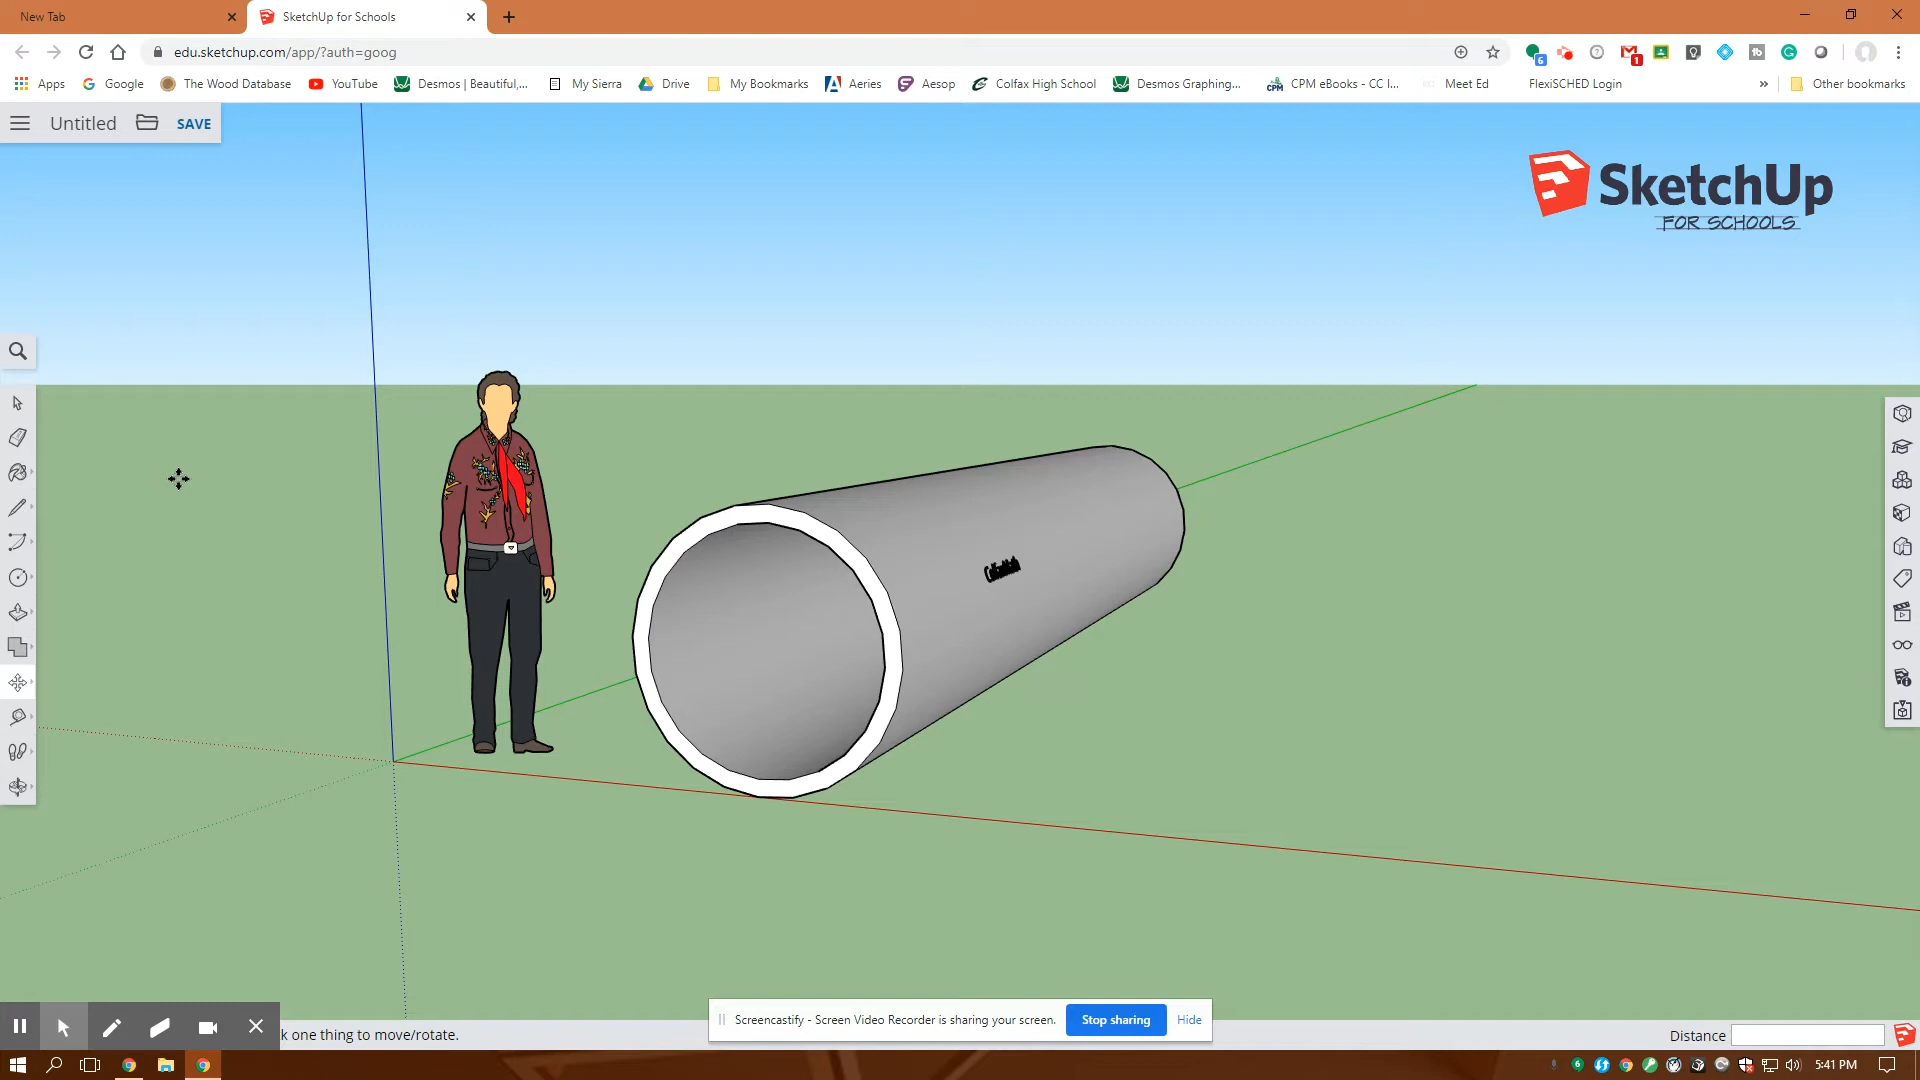 New Tab
SketchUp for Schools
edu.sketchup.com/app/?auth=goog
6
1
Apps
Google
The Wood Database
YouTube
Desmos | Beautiful,...
My Sierra
Drive
My Bookmarks
Aeries
Aesop
Colfax High School
Desmos Graphing...
CPM eBooks - CC I...
Meet Ed
FlexiSCHED Login
»
Other bookmarks
Untitled
SAVE
SketchUp
FOR SCHOOLS
k one thing to move/rotate.
Screencastify - Screen Video Recorder is sharing your screen.
Stop sharing
Hide
Distance
5:41 PM